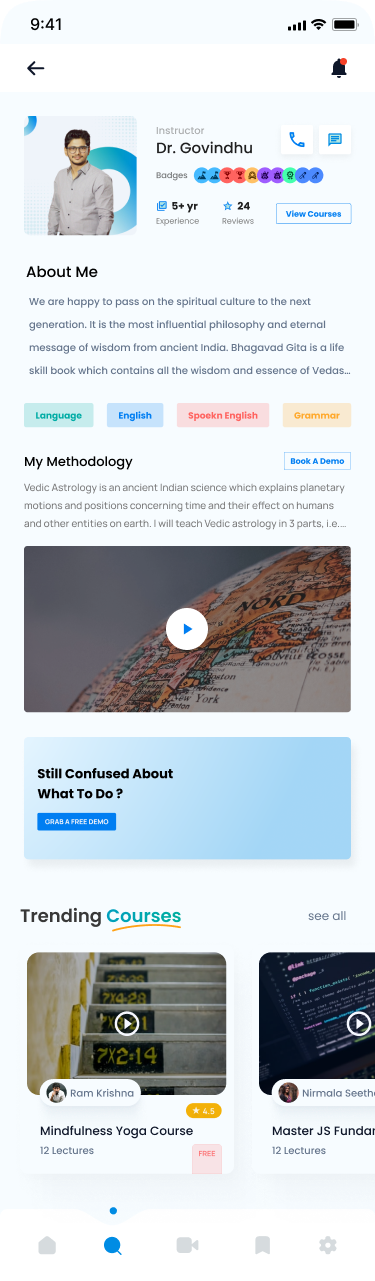 9:41
Instructor
Dr. Govindhu
Badges
5+ yr
Experience
24
Reviews
View Courses
About Me
We are happy to pass on the spiritual culture to the next
generation. It is the most influential philosophy and eternal
message of wisdom from ancient India. Bhagavad Gita is a life
skill book which contains all the wisdom and essence of Vedas...
Language
English
Spoekn English
Grammar
My Methodology
Book A Demo
Vedic Astrology is an ancient Indian science which explains planetary
motions and positions concerning time and their effect on humans
and other entities on earth. I will teach Vedic astrology in 3 parts, i.e....
NORD
New York
Still Confused About
What To Do ?
GRAB A FREE DEMO
Trending Courses
see all
7X4=28
7X2=14
Ram Krishna
4.5
Mindfulness Yoga Course
12 Lectures
FREE
Nirmala Seeth
Master JS Fundar
12 Lectures